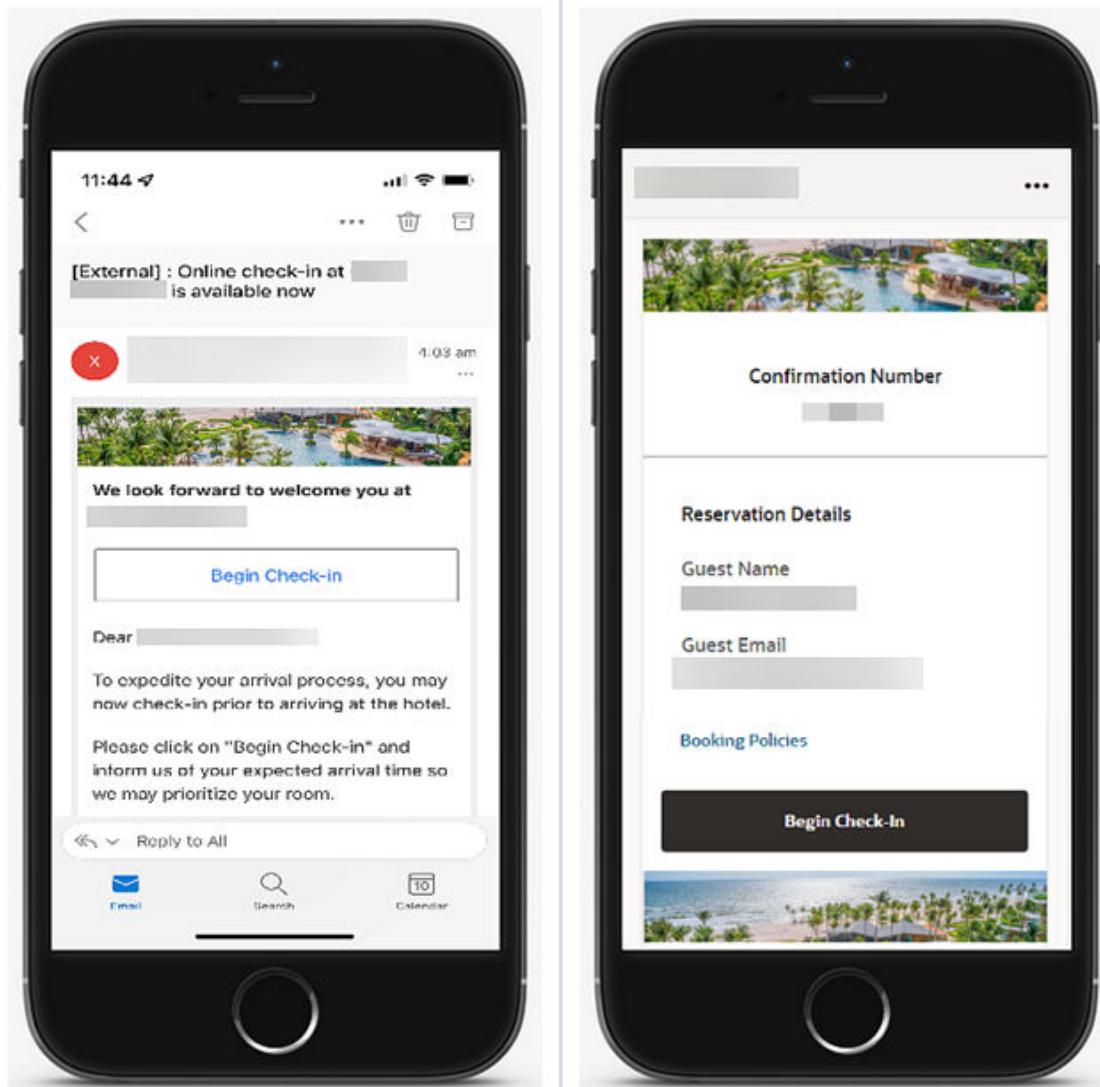 11:44
[External] : Online check-in at
is available now
X
4:03 am
We look forward to welcome you at
Begin Check-in
Dear
To expedite your arrival process, you may
now check-in prior to arriving at the hotel.
Please click on "Begin Check-in" and
inform us of your expected arrival time so
we may prioritize your room.
Reply to All
Email
Search
10
Calendar
Confirmation Number
Reservation Details
Guest Name
Guest Email
Booking Policies
Begin Check-In